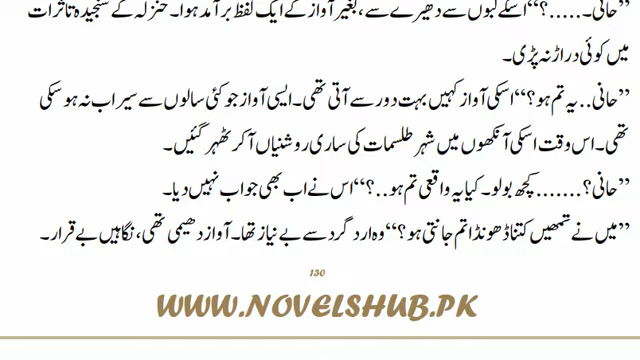 ”حانی۔.....؟“ اسکے لبوں سے دھیرے سے، بغیر آواز کے ایک لفظ برآمد ہوا۔ حنزلہ کے سنجیدہ تاثرات
میں کوئی دراڑ نہ پڑی۔
”حانی.. یہ تم ہو؟“ اسکی آواز کہیں بہت دور سے آتی تھی۔ ایسی آواز جو کئی سالوں سے سیراب نہ ہو سکی
تھی۔ اس وقت اسکی آنکھوں میں شہر طلسمات کی ساری روشنیاں آ کر ٹھہر گئیں۔
”حانی؟....... کچھ بولو۔ کیا یہ واقعی تم ہو..؟“ اس نے اب بھی جواب نہیں دیا۔
”میں نے تمھیں کتنا ڈھونڈا تم جانتی ہو؟“ وہ ارد گرد سے بے نیاز تھا۔ آواز دھیمی تھی، نگاہیں بے قرار۔
130
WWW.NOVELSHUB.PK